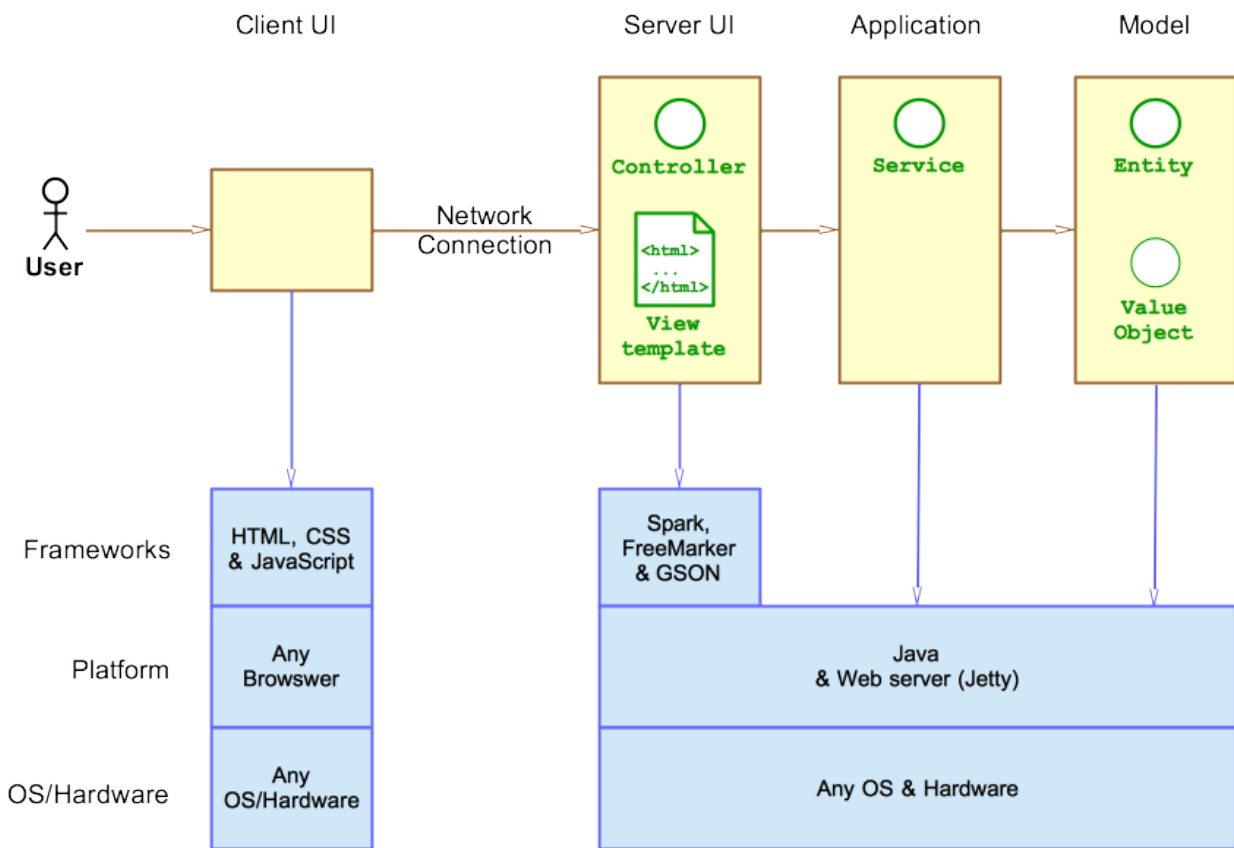 Client UI
Server UI
Application
Model
Controller
Service
Entity
User
Network
Connection
<html>
...
</html>
View
template
Value
Object
Frameworks
HTML, CSS
& JavaScript
Spark,
FreeMarker
& GSON
Platform
Any
Browswer
Java
& Web server (Jetty)
OS/Hardware
Any
OS/Hardware
Any OS & Hardware